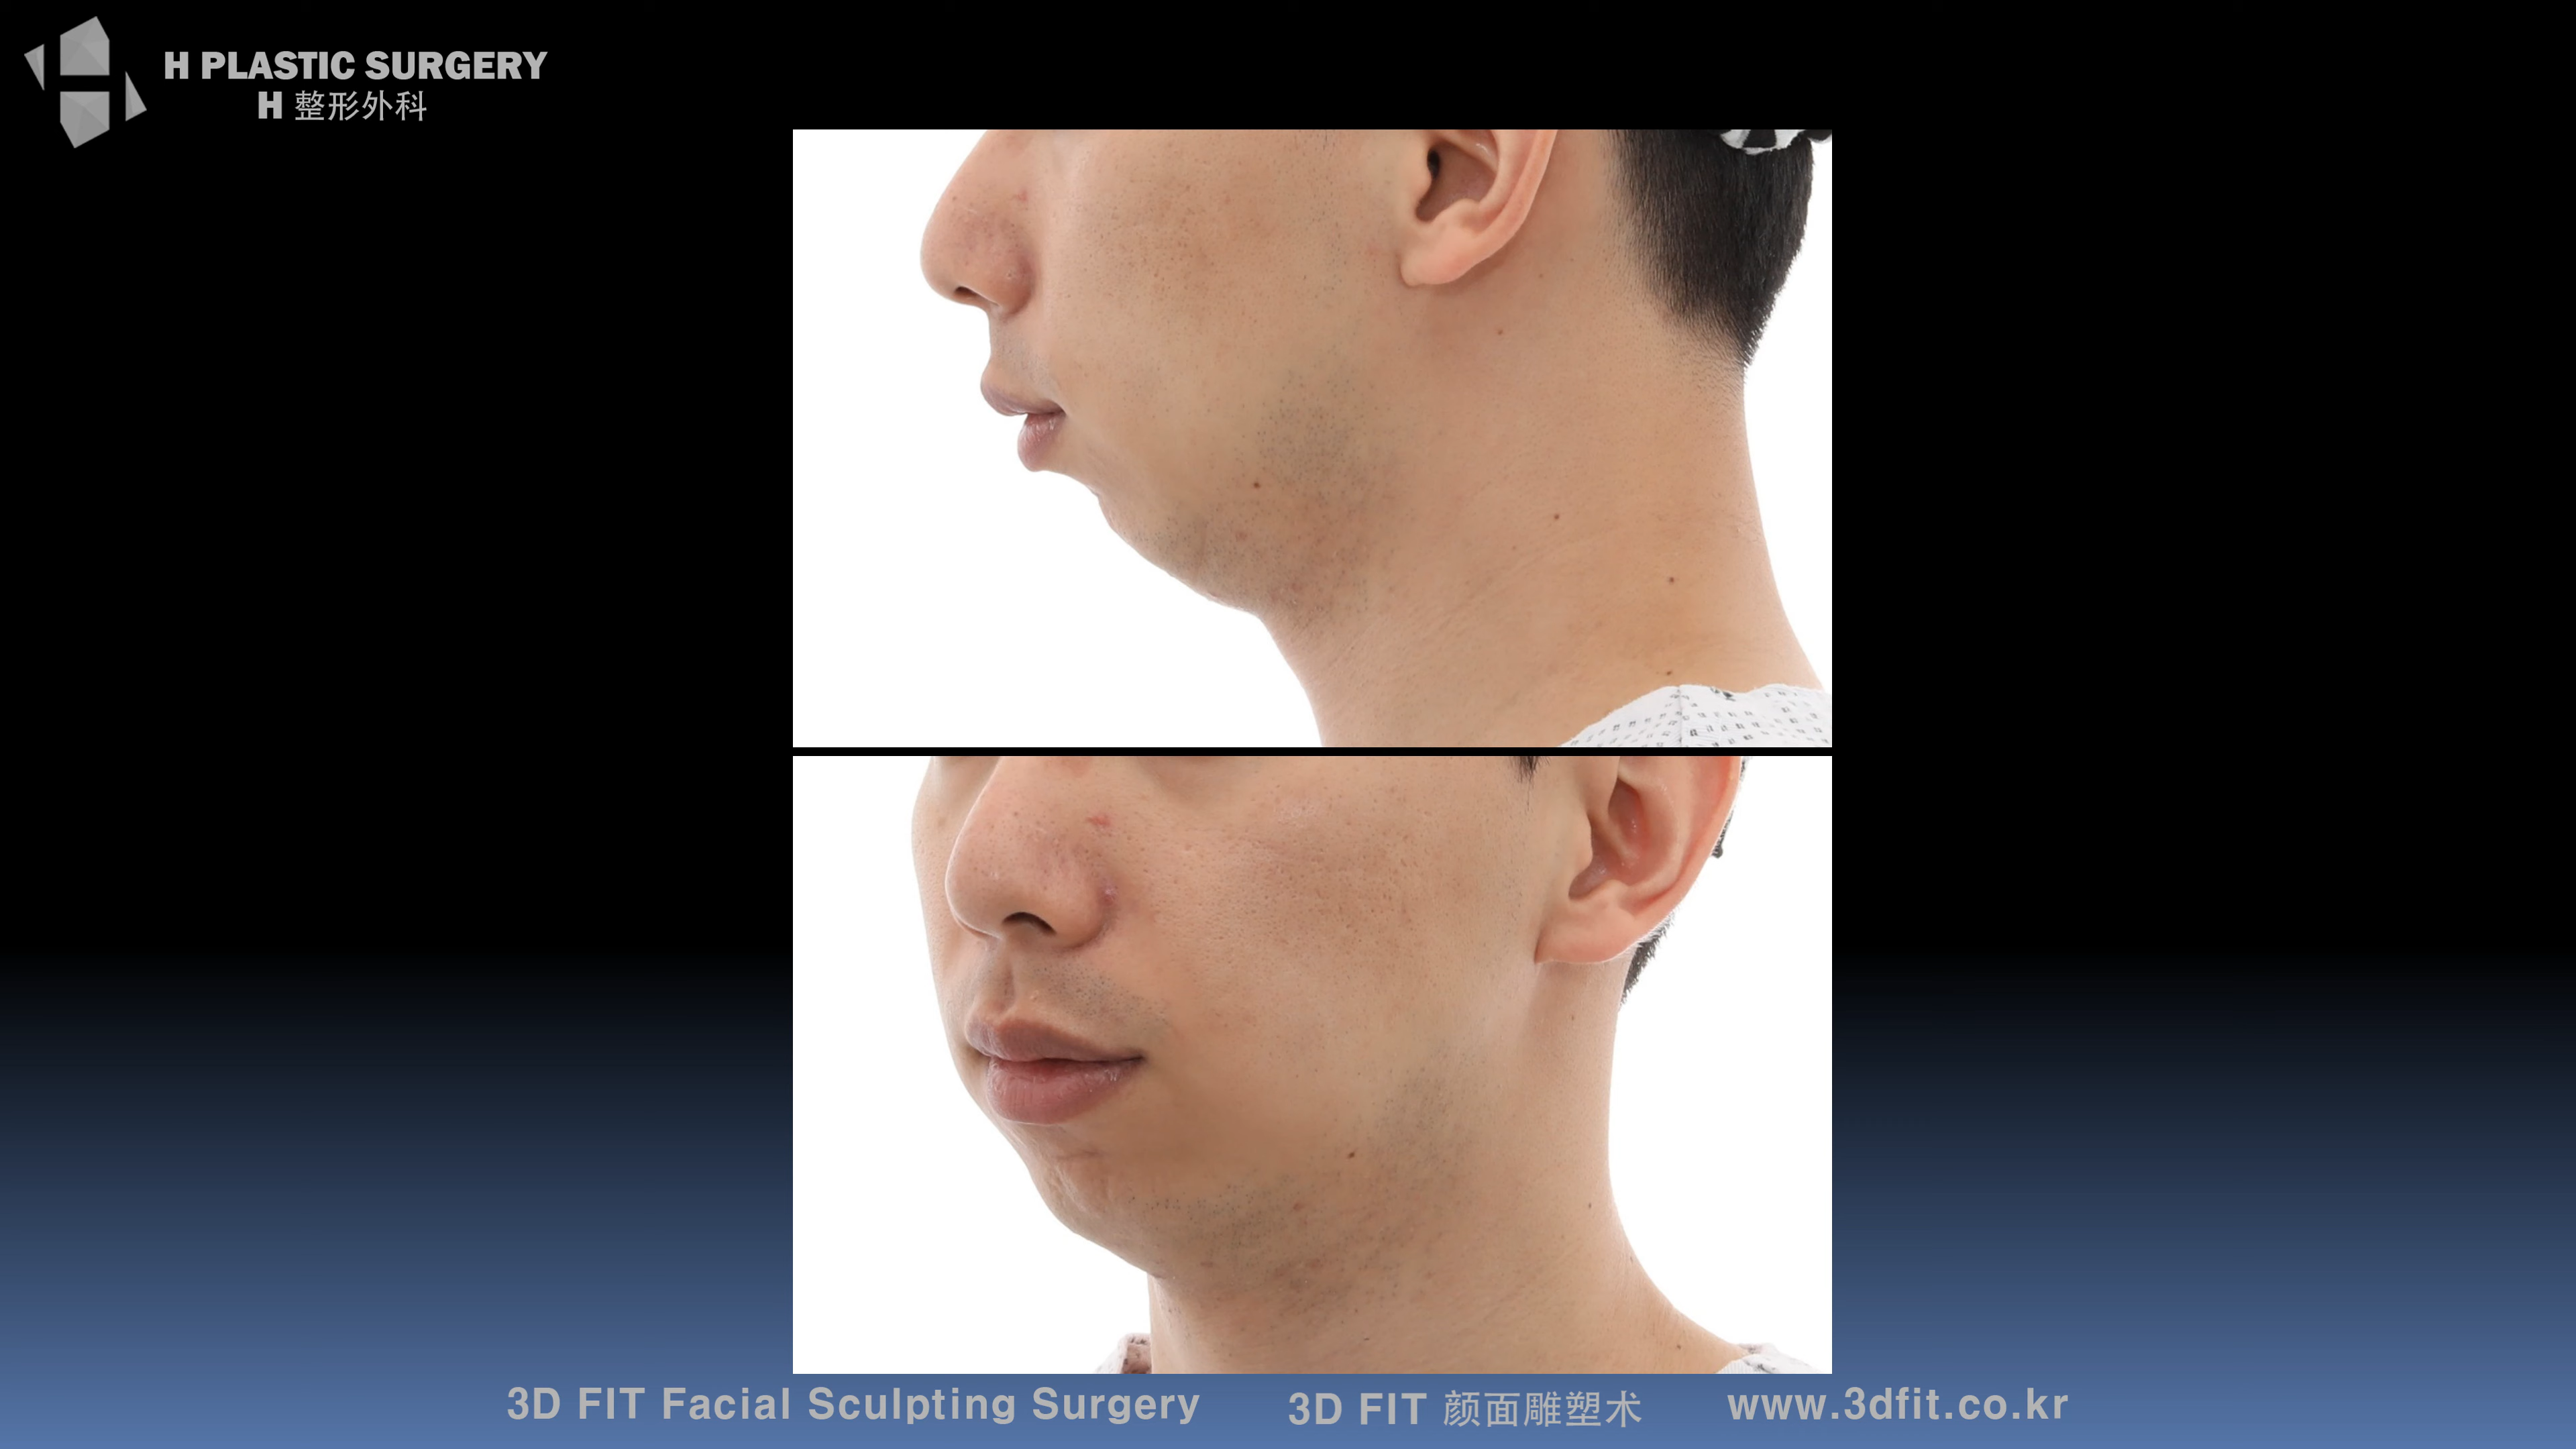 H PLASTIC SURGERY
H 整形外科
3D FIT Facial Sculpting Surgery 3D FIT 颜面雕塑术 www.3dfit.co.kr